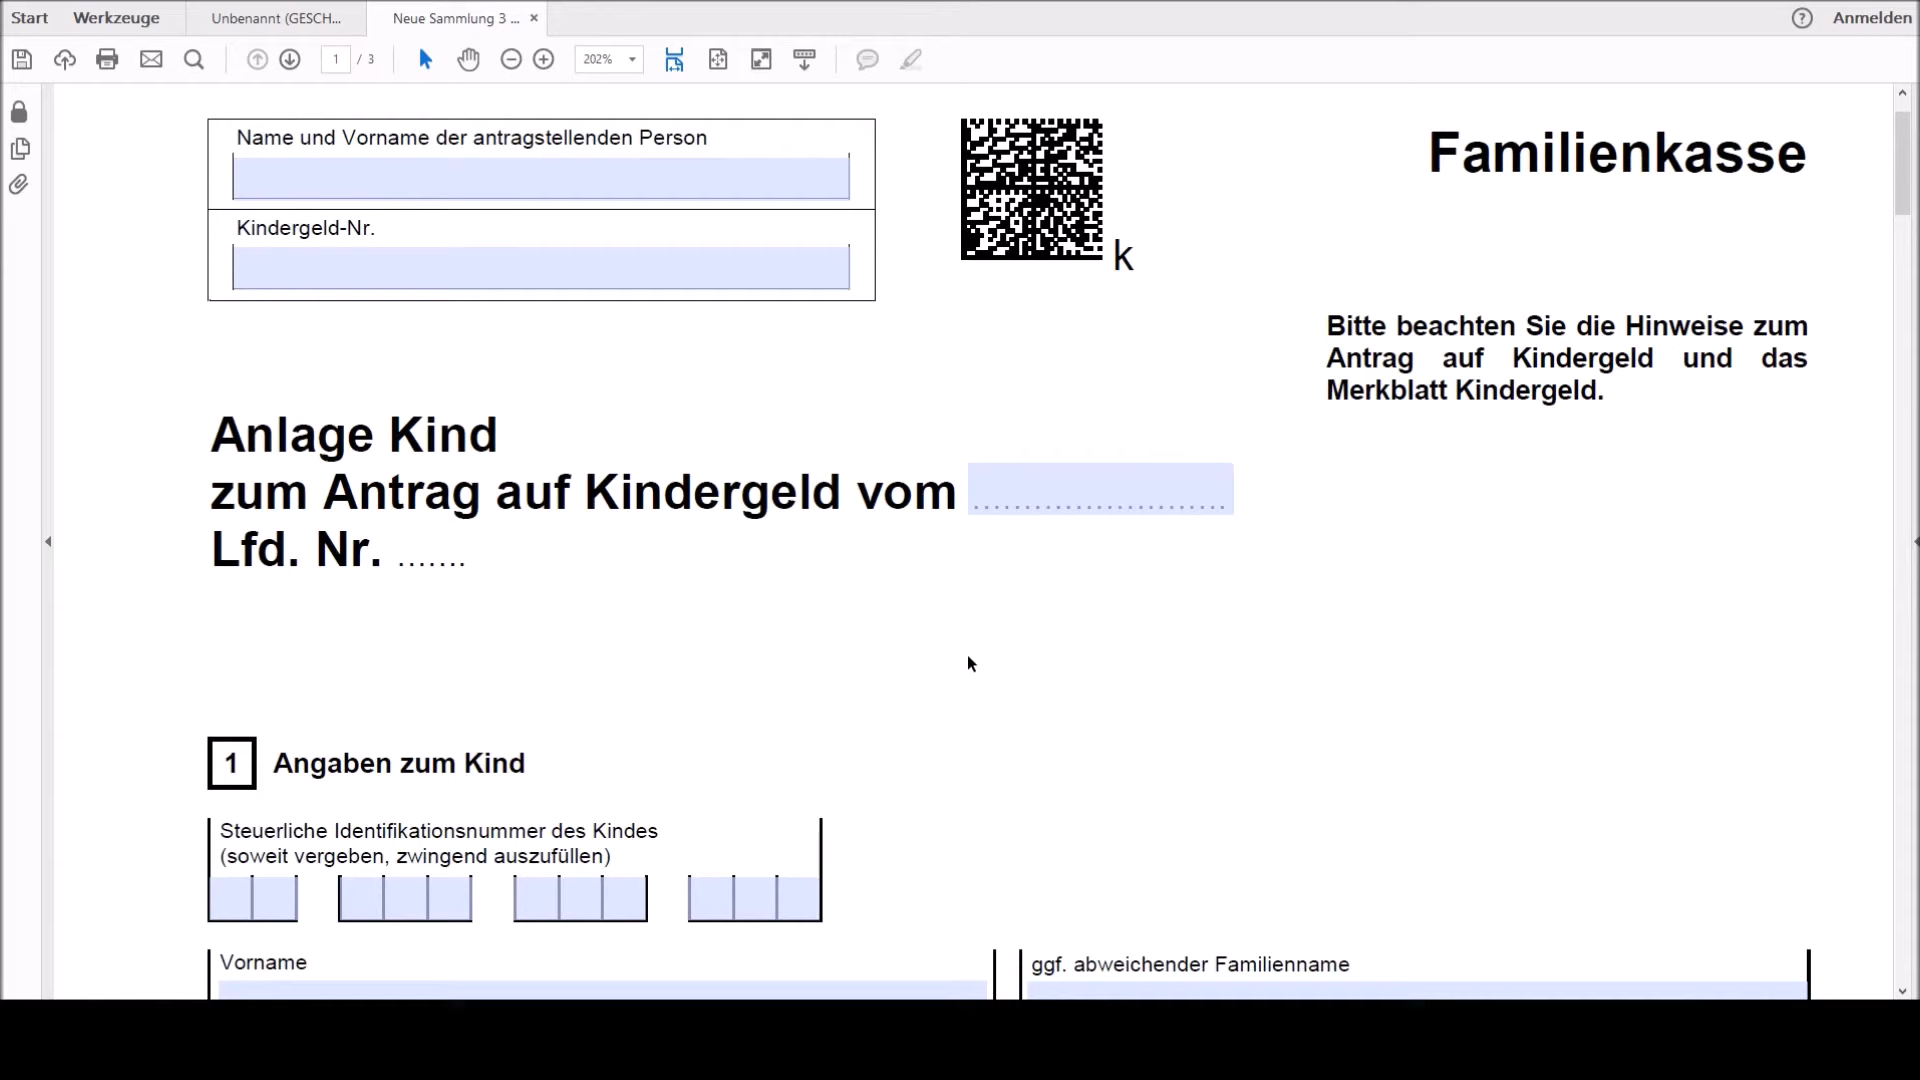 Start Werkzeuge Unbenannt (GESCH... Neue Sammlung 3 ... × ? Anmelden
1 / 3 202%
Name und Vorname der antragstellenden Person
Kindergeld-Nr.
k
Familienkasse
Bitte beachten Sie die Hinweise zum
Antrag auf Kindergeld und das
Merkblatt Kindergeld.
Anlage Kind
zum Antrag auf Kindergeld vom ........................
Lfd. Nr. .......
1 Angaben zum Kind
Steuerliche Identifikationsnummer des Kindes
(soweit vergeben, zwingend auszufüllen)
Vorname ggf. abweichender Familienname